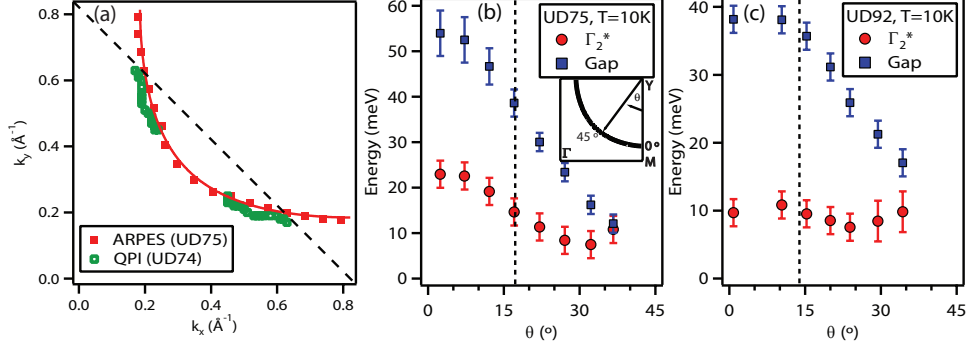 (a)
0.8
0.6
0.4
0.2
0.0
k_y (Å⁻¹)
0.0 0.2 0.4 0.6 0.8
k_x (Å⁻¹)
ARPES (UD75)
QPI (UD74)
(b)
UD75, T=10K
Γ₂*
Gap
Y
θ
45°
0°
Γ
M
60
50
40
30
20
10
0
Energy (meV)
0 15 30 45
θ (°)
(c)
UD92, T=10K
Γ₂*
Gap
40
30
20
10
0
Energy (meV)
0 15 30 45
θ (°)